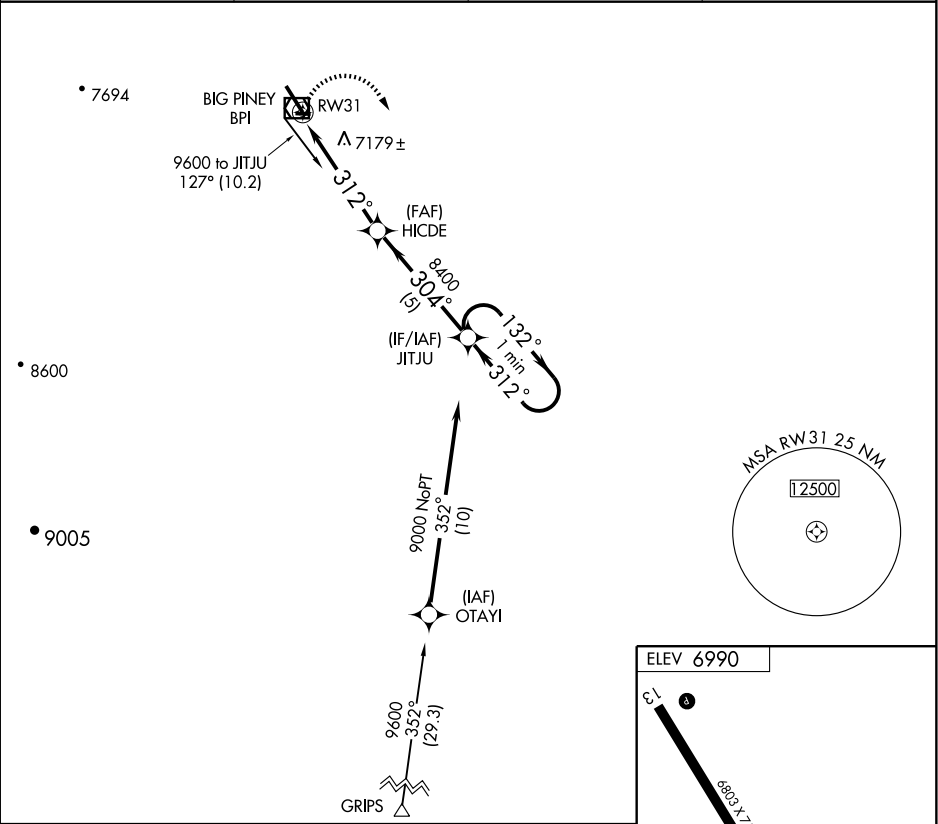 7694
BIG PINEY
BPI
RW31
7179±
9600 to JITJU
127° (10.2)
312°
(FAF)
HICDE
8400
304°
(5)
(IF/IAF)
JITJU
132°
1 min
312°
8600
MSA RW31 25 NM
12500
9005
9000 NoPT
352°
(10)
(IAF)
OTAYI
9600
352°
(29.3)
GRIPS
ELEV 6990
13
P
6803 X 7